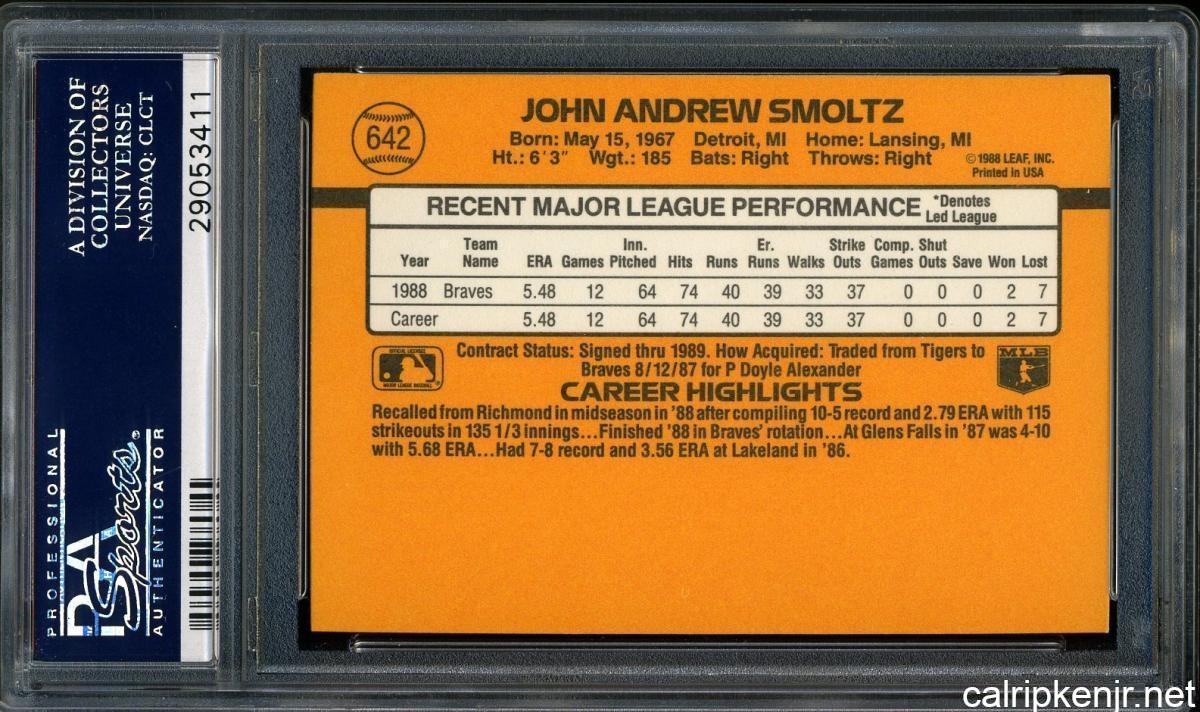 A DIVISION OF
COLLECTORS
UNIVERSE
NASDAQ: CLCT
29053411
PROFESSIONAL
PSA
Sports®
AUTHENTICATOR
642
JOHN ANDREW SMOLTZ
Born: May 15, 1967 Detroit, MI Home: Lansing, MI
Ht.: 6'3" Wgt.: 185 Bats: Right Throws: Right
© 1988 LEAF, INC.
Printed in USA
RECENT MAJOR LEAGUE PERFORMANCE
*Denotes
Led League
Team Inn. Er. Strike Comp. Shut
Year Name ERA Games Pitched Hits Runs Runs Walks Outs Games Outs Save Won Lost
1988 Braves 5.48 12 64 74 40 39 33 37 0 0 0 2 7
Career 5.48 12 64 74 40 39 33 37 0 0 0 2 7
OFFICIAL LICENSEE
MAJOR LEAGUE BASEBALL
Contract Status: Signed thru 1989. How Acquired: Traded from Tigers to
Braves 8/12/87 for P Doyle Alexander
MLB
CAREER HIGHLIGHTS
Recalled from Richmond in midseason in '88 after compiling 10-5 record and 2.79 ERA with 115
strikeouts in 135 1/3 innings...Finished '88 in Braves' rotation...At Glens Falls in '87 was 4-10
with 5.68 ERA...Had 7-8 record and 3.56 ERA at Lakeland in '86.
calripkenjr.net